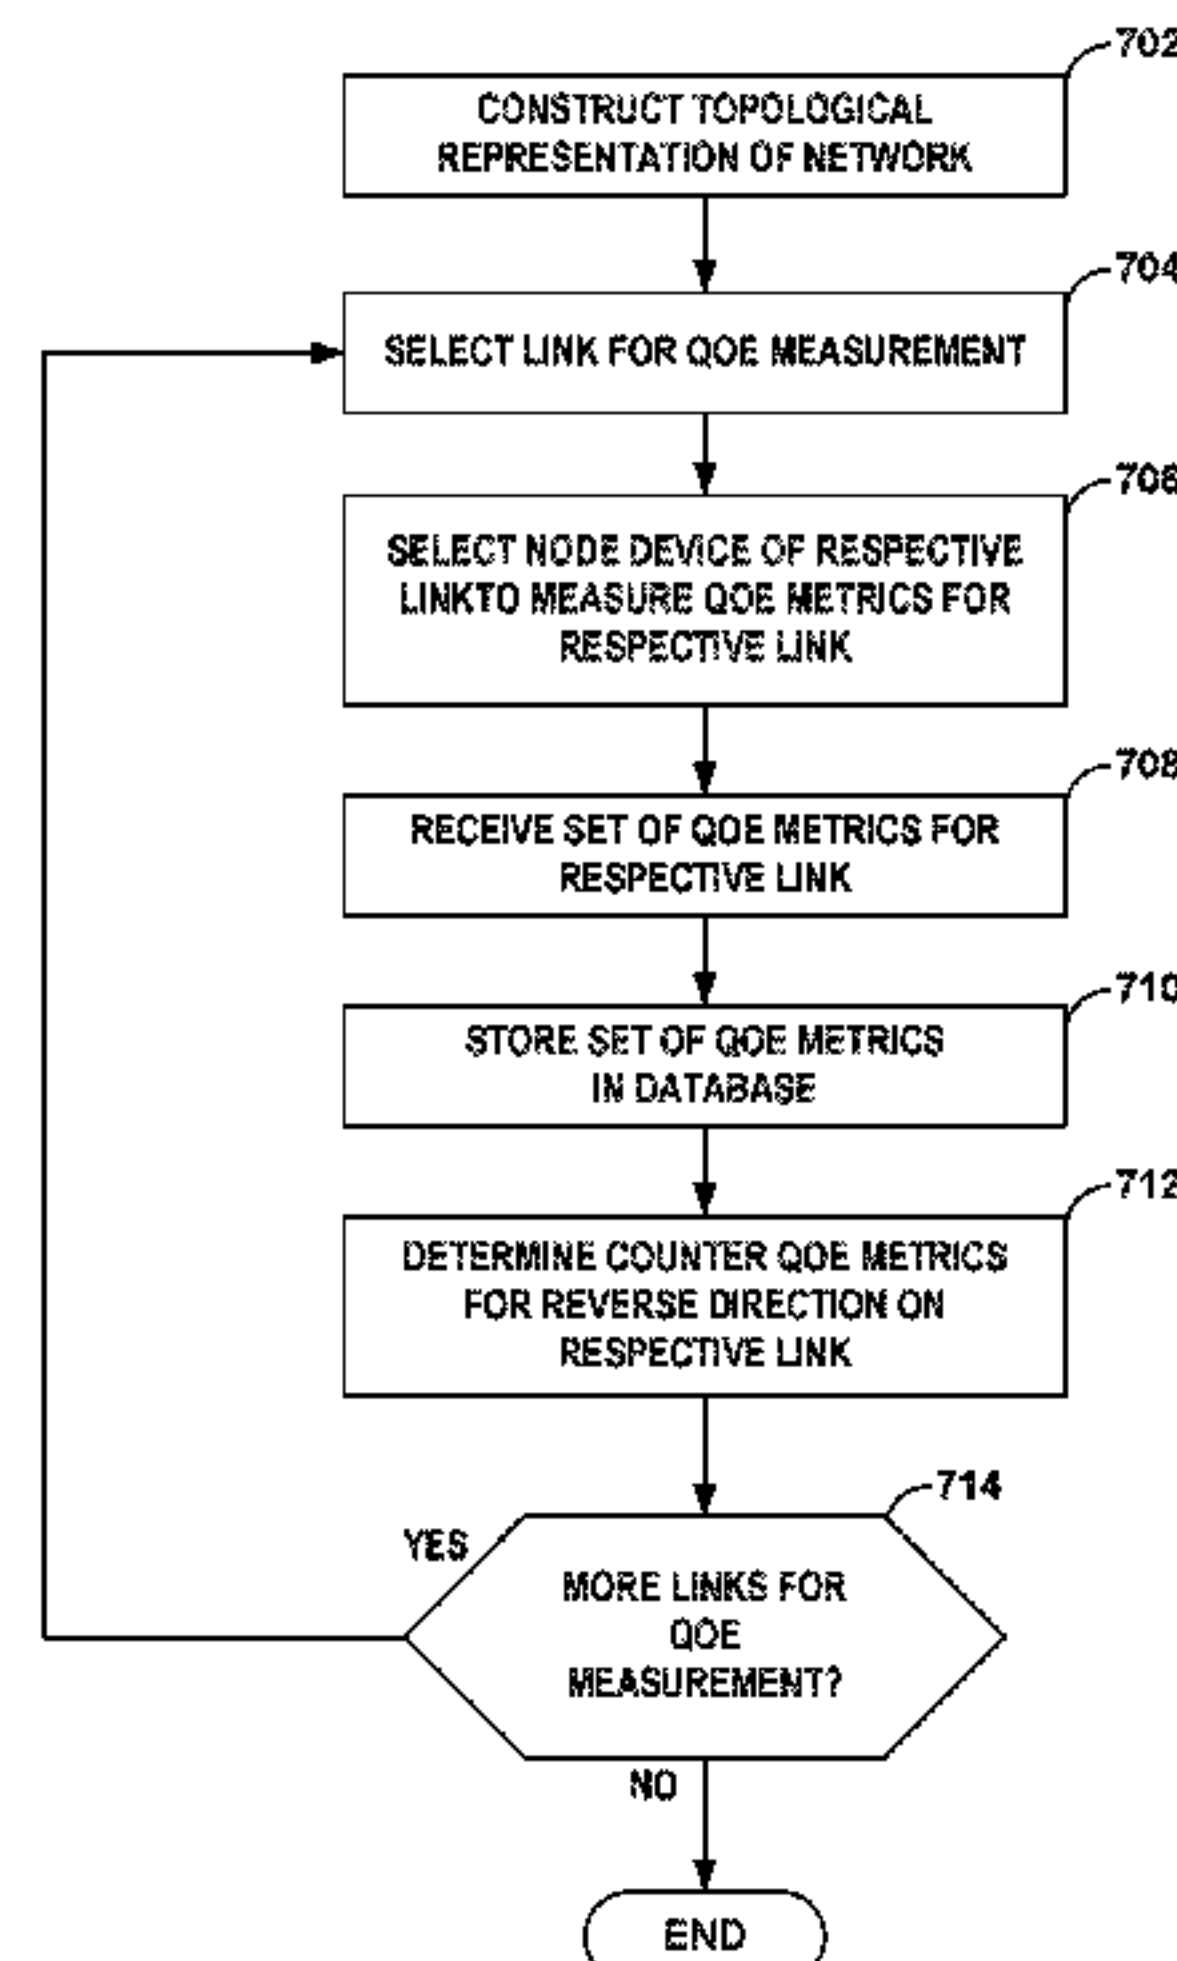 702
CONSTRUCT TOPOLOGICAL
REPRESENTATION OF NETWORK
704
SELECT LINK FOR QOE MEASUREMENT
706
SELECT NODE DEVICE OF RESPECTIVE
LINKTO MEASURE QOE METRICS FOR
RESPECTIVE LINK
708
RECEIVE SET OF QOE METRICS FOR
RESPECTIVE LINK
710
STORE SET OF QOE METRICS
IN DATABASE
712
DETERMINE COUNTER QOE METRICS
FOR REVERSE DIRECTION ON
RESPECTIVE LINK
714
YES
MORE LINKS FOR
QOE
MEASUREMENT?
NO
END